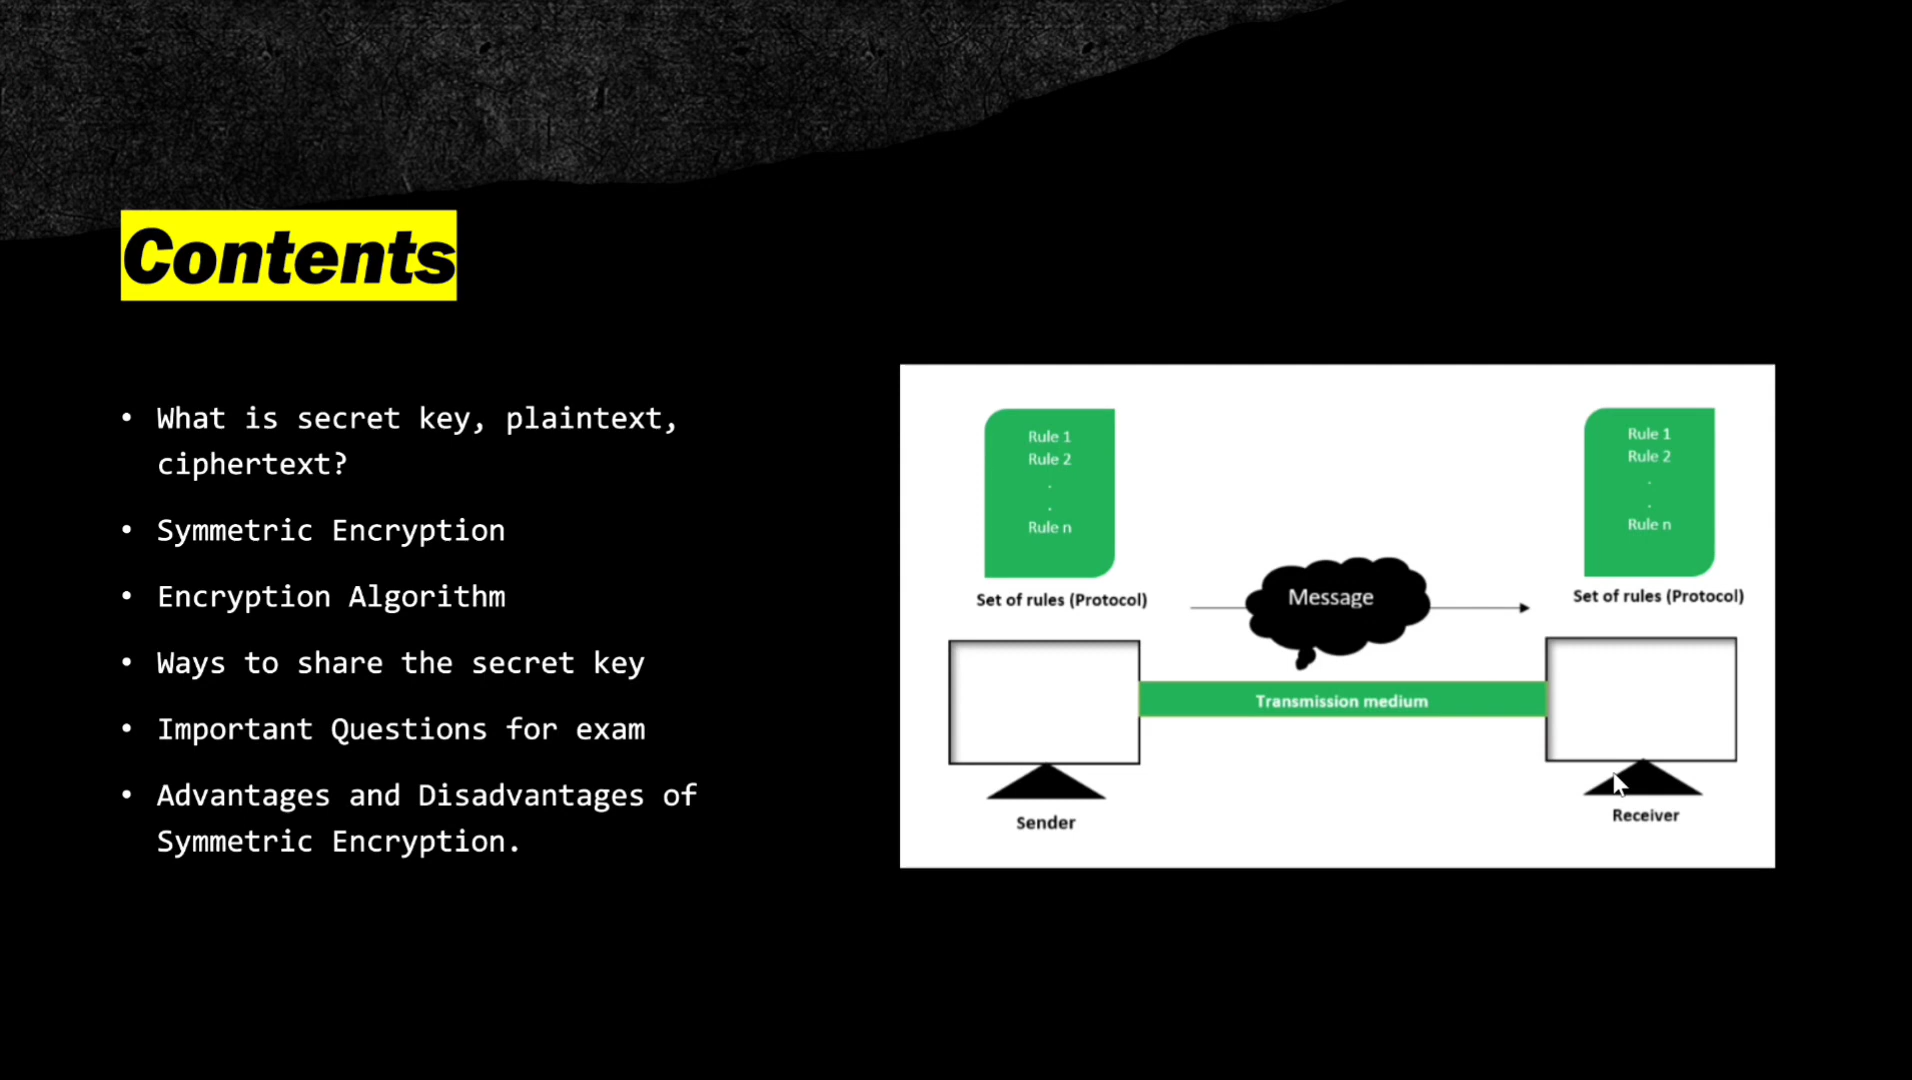 Contents
• What is secret key, plaintext,
ciphertext?
• Symmetric Encryption
• Encryption Algorithm
• Ways to share the secret key
• Important Questions for exam
• Advantages and Disadvantages of
Symmetric Encryption.
Rule 1
Rule 2
.
.
Rule n
Set of rules (Protocol)
Message
Rule 1
Rule 2
.
.
Rule n
Set of rules (Protocol)
Transmission medium
Sender
Receiver